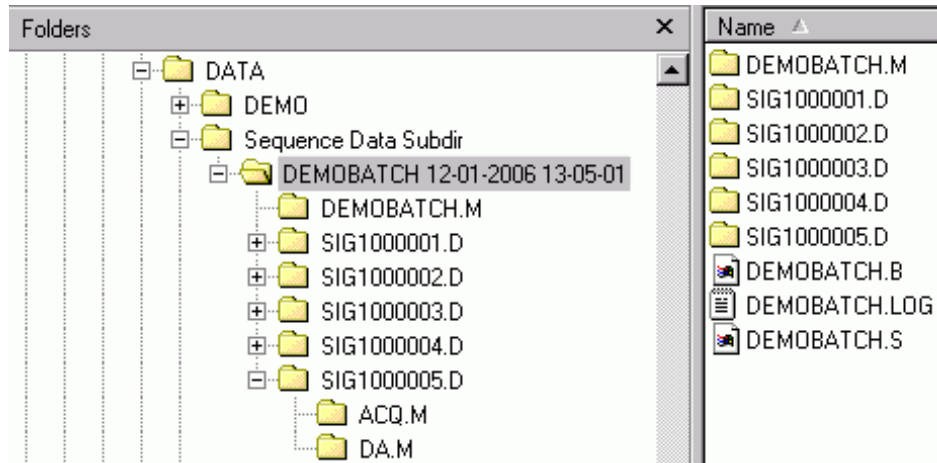 Folders
DATA
DEMO
Sequence Data Subdir
DEMOBATCH 12-01-2006 13-05-01
DEMOBATCH.M
SIG1000001.D
SIG1000002.D
SIG1000003.D
SIG1000004.D
SIG1000005.D
ACQ.M
DA.M
Name
DEMOBATCH.M
SIG1000001.D
SIG1000002.D
SIG1000003.D
SIG1000004.D
SIG1000005.D
DEMOBATCH.B
DEMOBATCH.LOG
DEMOBATCH.S